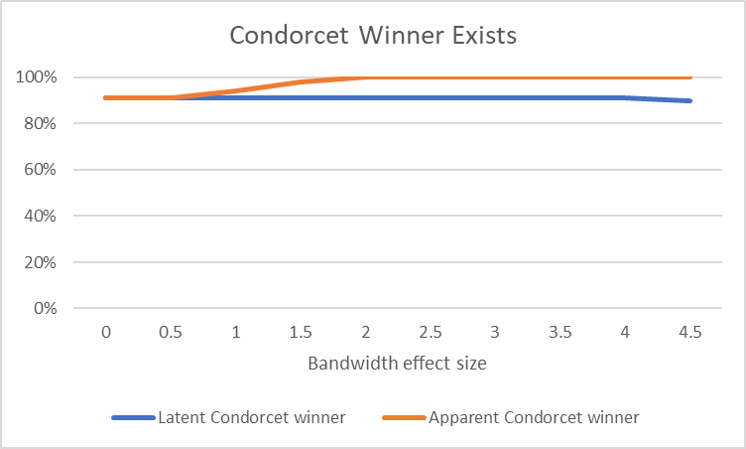 Condorcet Winner Exists
100%
80%
60%
40%
20%
0%
0 0.5 1 1.5 2 2.5 3 3.5 4 4.5
Bandwidth effect size
Latent Condorcet winner Apparent Condorcet winner